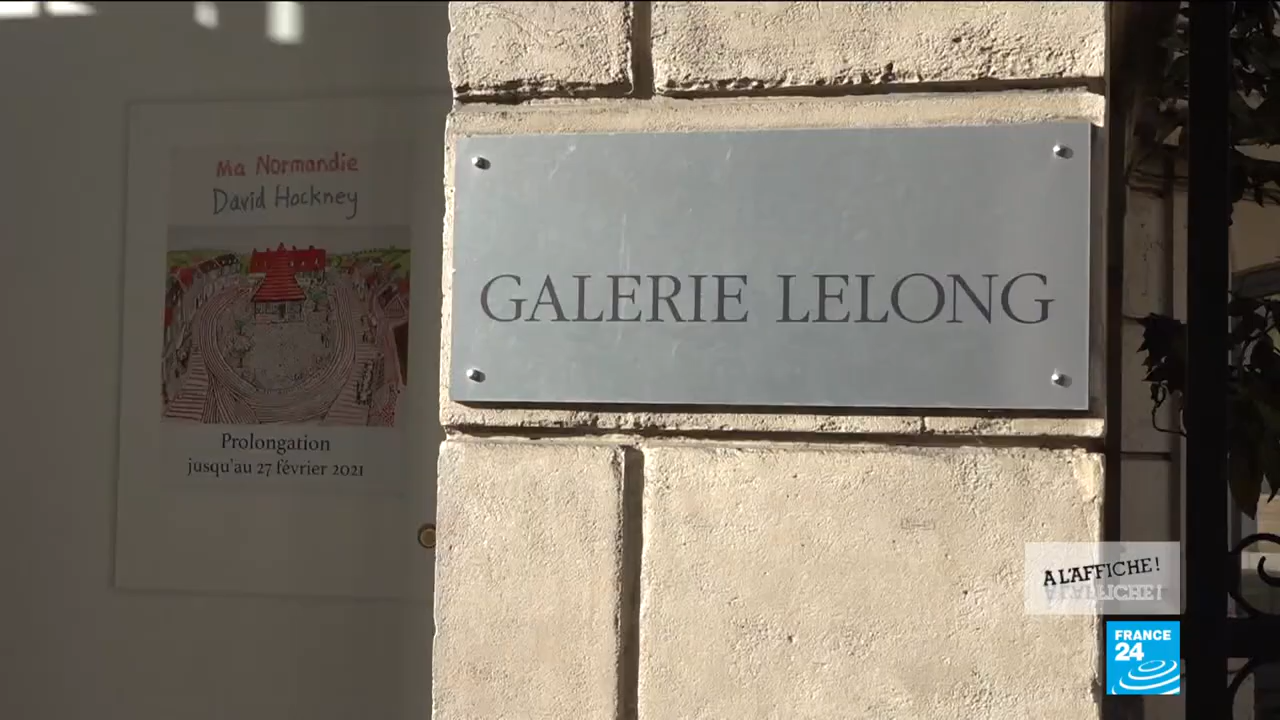 Ma Normandie
David Hockney
Prolongation
jusqu'au 27 février 2021
GALERIE LELONG
A L'AFFICHE!
FRANCE
24